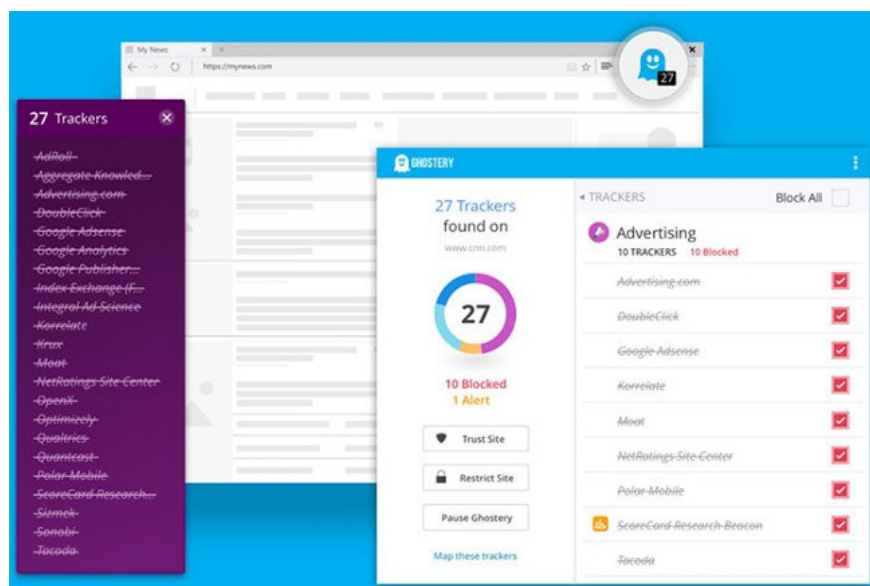 My News
https://mynews.com
27
27 Trackers
AdRoll
Aggregate Knowled...
Advertising.com
DoubleClick
Google Adsense
Google Analytics
Google Publisher...
Index Exchange (F...
Integral Ad Science
Korrelate
Krux
Moat
NetRatings Site Center
OpenX
Optimizely
Qualtrics
Quantcast
Polar Mobile
ScoreCard Research...
Sizmek
Sonobi
Tacoda
GHOSTERY
27 Trackers
found on
www.cnn.com
27
10 Blocked
1 Alert
Trust Site
Restrict Site
Pause Ghostery
Map these trackers
TRACKERS
Block All
Advertising
10 TRACKERS 10 Blocked
Advertising.com
DoubleClick
Google Adsense
Korrelate
Moat
NetRatings Site Center
Polar Mobile
ScoreCard Research Beacon
Tacoda